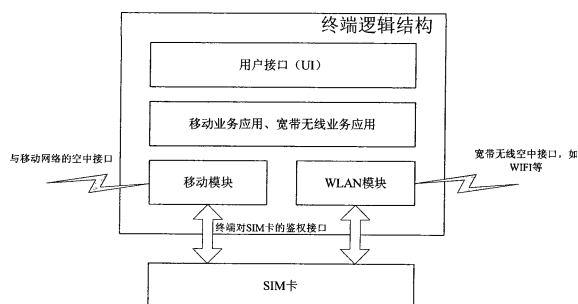 终端逻辑结构
用户接口（UI）
移动业务应用、宽带无线业务应用
与移动网络的空中接口
宽带无线空中接口，如
WIFI等
移动模块
WLAN模块
终端对SIM卡的鉴权接口
SIM卡